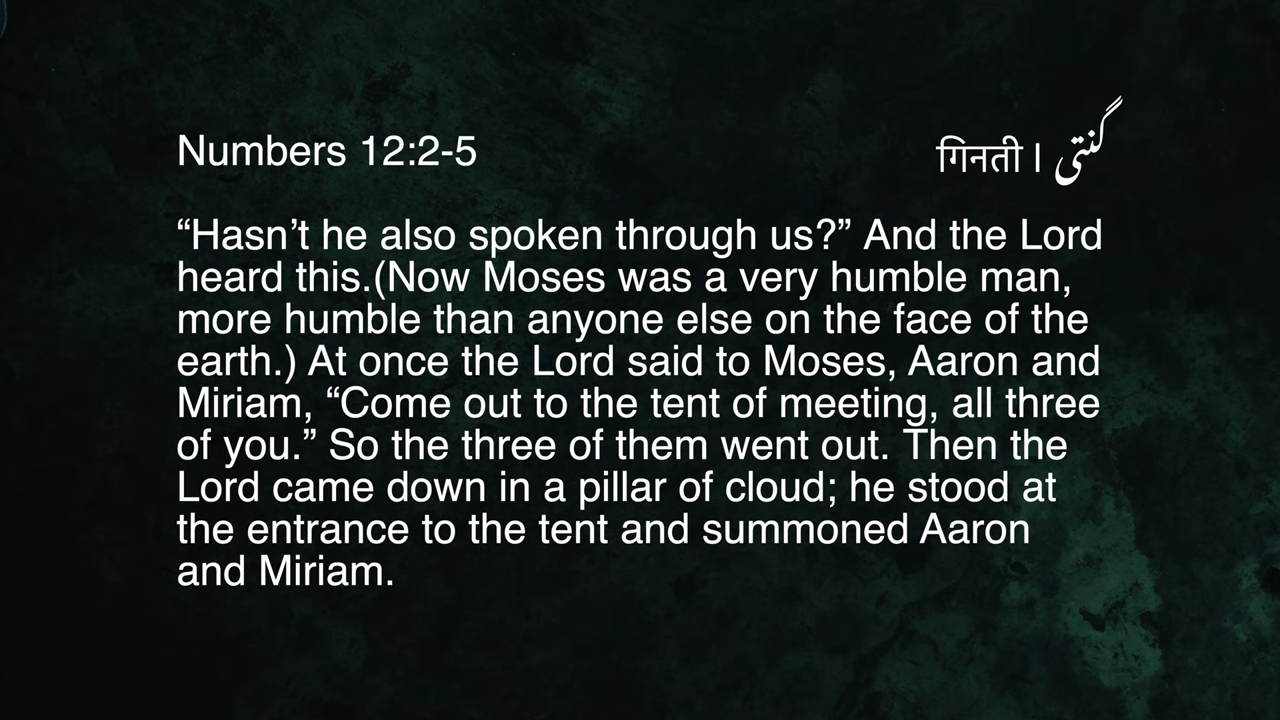 Numbers 12:2-5
गिनती | گنتی
“Hasn’t he also spoken through us?” And the Lord
heard this.(Now Moses was a very humble man,
more humble than anyone else on the face of the
earth.) At once the Lord said to Moses, Aaron and
Miriam, “Come out to the tent of meeting, all three
of you.” So the three of them went out. Then the
Lord came down in a pillar of cloud; he stood at
the entrance to the tent and summoned Aaron
and Miriam.